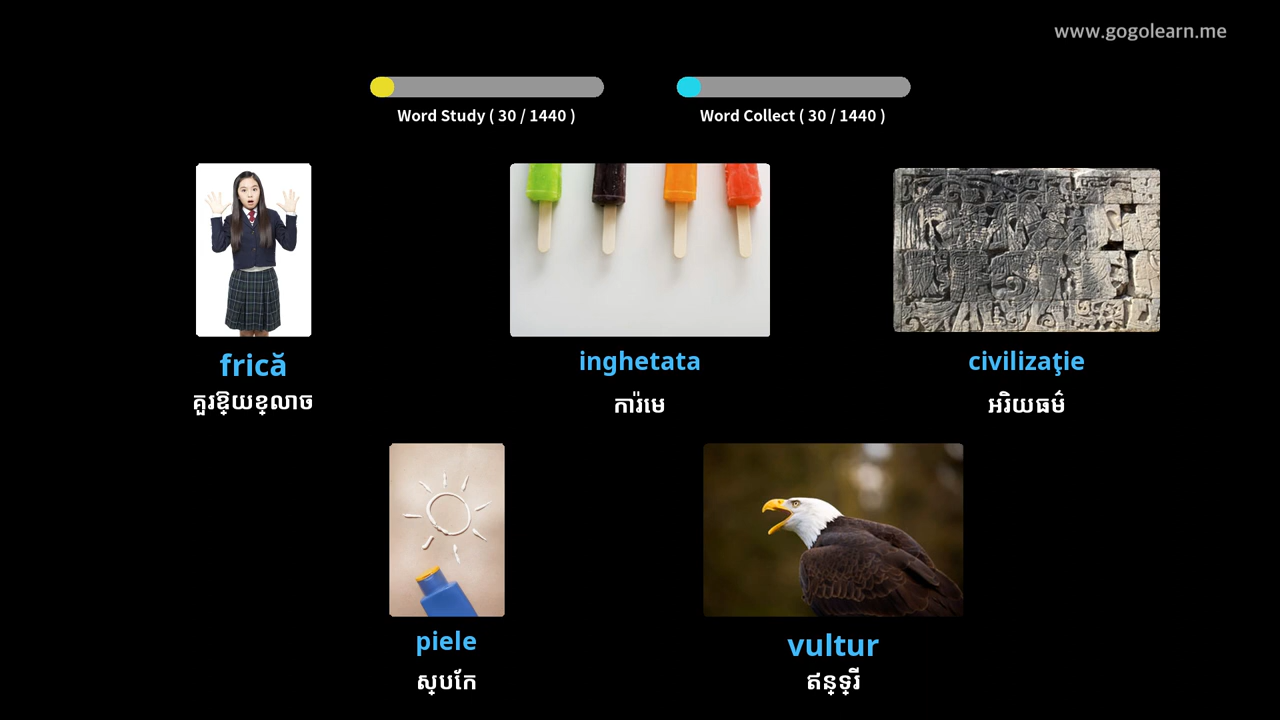 www.gogolearn.me
Word Study ( 30 / 1440 )
Word Collect ( 30 / 1440 )
frică
inghetata
civilizaţie
គួរឱ្យខ្លាច
ការ៉មេ
អរិយធម៌
piele
vultur
ស្បកែ
ឥន្ទ្រី